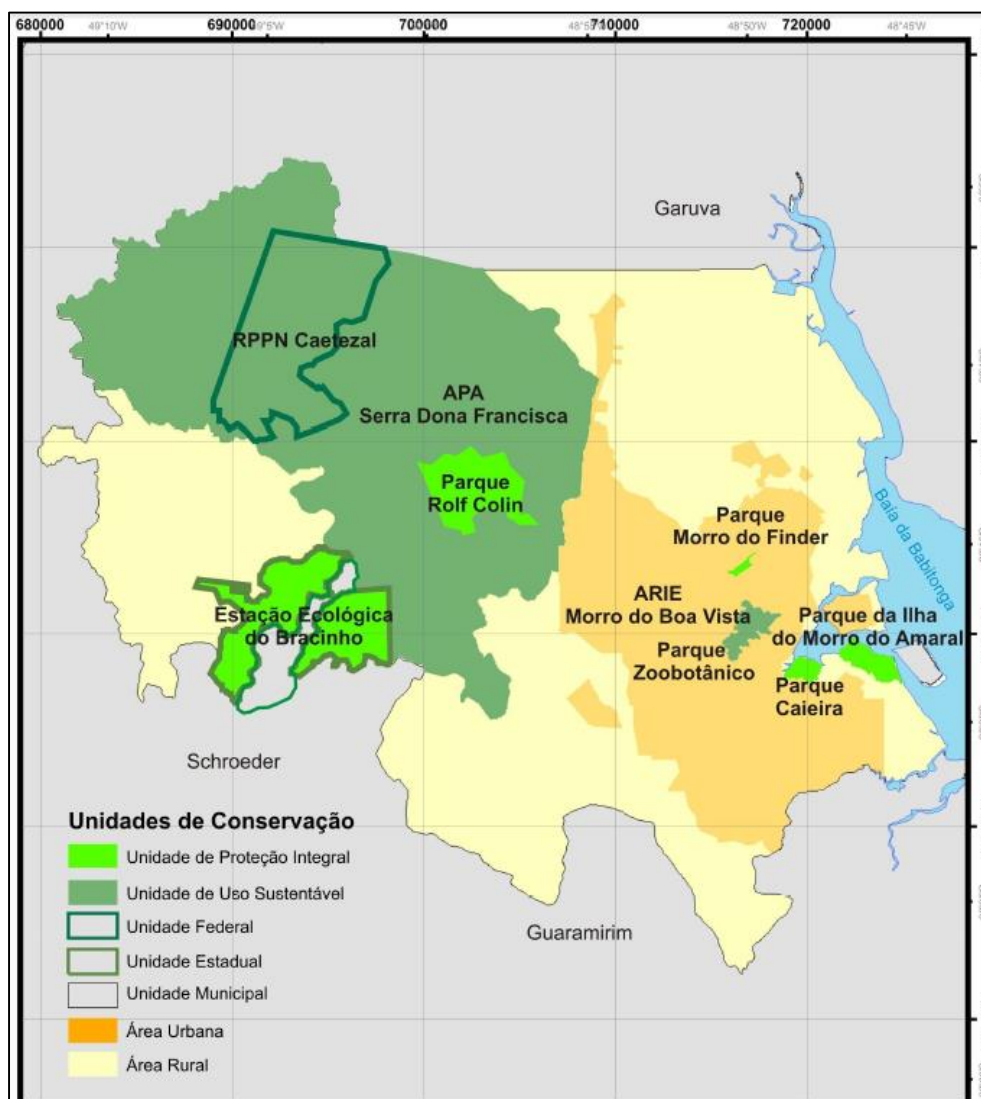 680000 49°10'W 690000 49°5'W 700000 710000 48°50'W 720000 48°45'W
Garuva
RPPN Caetezal
APA
Serra Dona Francisca
Parque
Rolf Colin
Baía da Babitonga
Parque
Morro do Finder
Estação Ecológica
do Bracinho
ARIE
Morro do Boa Vista
Parque da Ilha
do Morro do Amaral
Parque
Zoobotânico
Parque
Caieira
Schroeder
Guaramirim
Unidades de Conservação
Unidade de Proteção Integral
Unidade de Uso Sustentável
Unidade Federal
Unidade Estadual
Unidade Municipal
Área Urbana
Área Rural